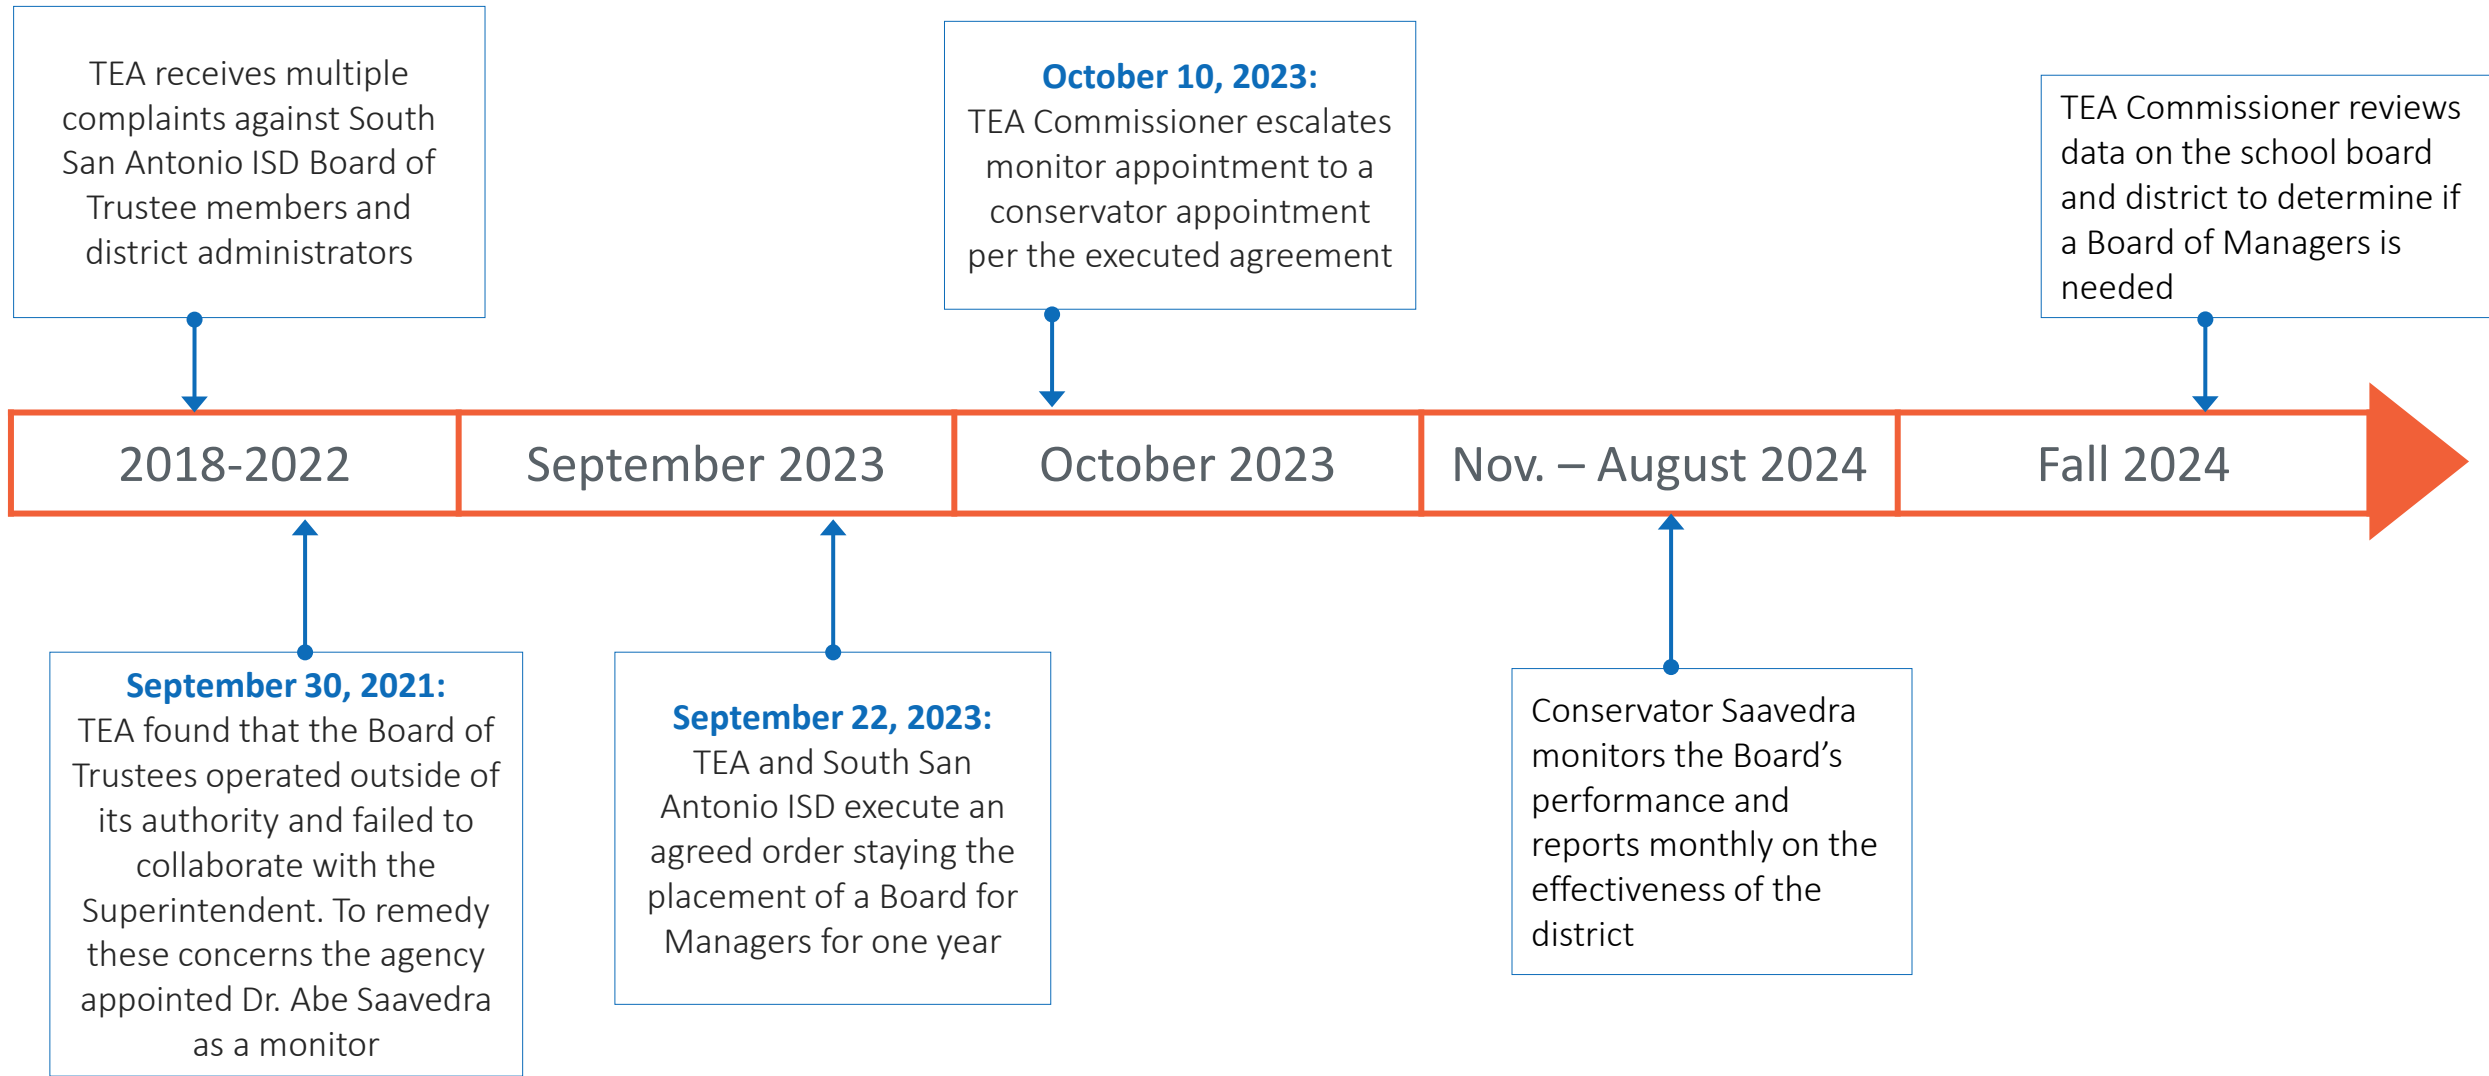 TEA receives multiple
complaints against South
San Antonio ISD Board of
Trustee members and
district administrators
October 10, 2023:
TEA Commissioner escalates
monitor appointment to a
conservator appointment
per the executed agreement
TEA Commissioner reviews
data on the school board
and district to determine if
a Board of Managers is
needed
2018-2022
September 2023
October 2023
Nov. – August 2024
Fall 2024
September 30, 2021:
TEA found that the Board of
Trustees operated outside of
its authority and failed to
collaborate with the
Superintendent. To remedy
these concerns the agency
appointed Dr. Abe Saavedra
as a monitor
September 22, 2023:
TEA and South San
Antonio ISD execute an
agreed order staying the
placement of a Board for
Managers for one year
Conservator Saavedra
monitors the Board’s
performance and
reports monthly on the
effectiveness of the
district